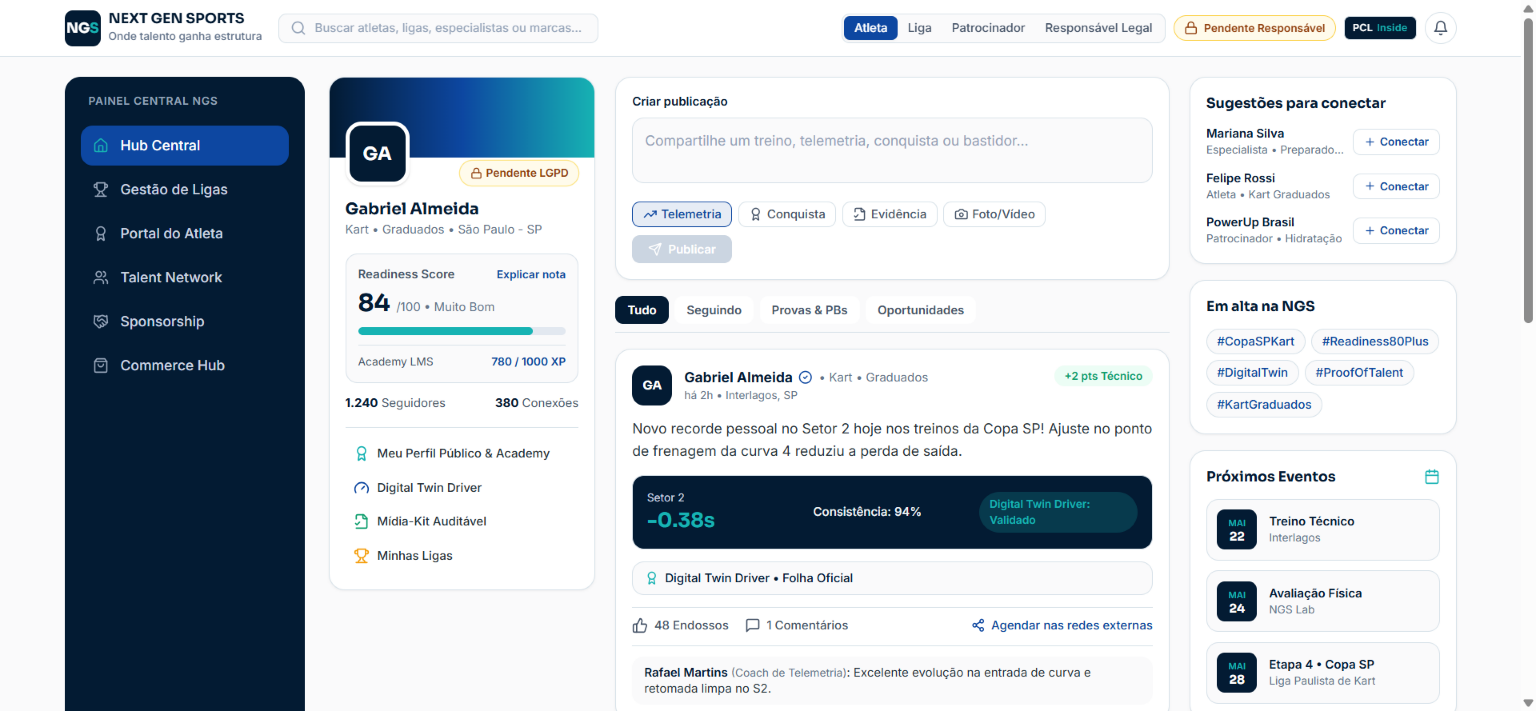 NGS
NEXT GEN SPORTS
Onde talento ganha estrutura
Buscar atletas, ligas, especialistas ou marcas...
Atleta
Liga
Patrocinador
Responsável Legal
Pendente Responsável
PCL Inside
PAINEL CENTRAL NGS
Hub Central
Gestão de Ligas
Portal do Atleta
Talent Network
Sponsorship
Commerce Hub
GA
Pendente LGPD
Gabriel Almeida
Kart • Graduados • São Paulo - SP
Readiness Score
Explicar nota
84 /100 • Muito Bom
Academy LMS
780 / 1000 XP
1.240 Seguidores
380 Conexões
Meu Perfil Público & Academy
Digital Twin Driver
Mídia-Kit Auditável
Minhas Ligas
Criar publicação
Compartilhe um treino, telemetria, conquista ou bastidor...
Telemetria
Conquista
Evidência
Foto/Vídeo
Publicar
Tudo
Seguindo
Provas & PBs
Oportunidades
GA
Gabriel Almeida • Kart • Graduados
há 2h • Interlagos, SP
+2 pts Técnico
Novo recorde pessoal no Setor 2 hoje nos treinos da Copa SP! Ajuste no ponto
de frenagem da curva 4 reduziu a perda de saída.
Setor 2
-0.38s
Consistência: 94%
Digital Twin Driver:
Validado
Digital Twin Driver • Folha Oficial
48 Endossos
1 Comentários
Agendar nas redes externas
Rafael Martins (Coach de Telemetria): Excelente evolução na entrada de curva e
retomada limpa no S2.
Sugestões para conectar
Mariana Silva
Especialista • Preparado...
+ Conectar
Felipe Rossi
Atleta • Kart Graduados
+ Conectar
PowerUp Brasil
Patrocinador • Hidratação
+ Conectar
Em alta na NGS
#CopaSPKart
#Readiness80Plus
#DigitalTwin
#ProofOfTalent
#KartGraduados
Próximos Eventos
MAI
22
Treino Técnico
Interlagos
MAI
24
Avaliação Física
NGS Lab
MAI
28
Etapa 4 • Copa SP
Liga Paulista de Kart